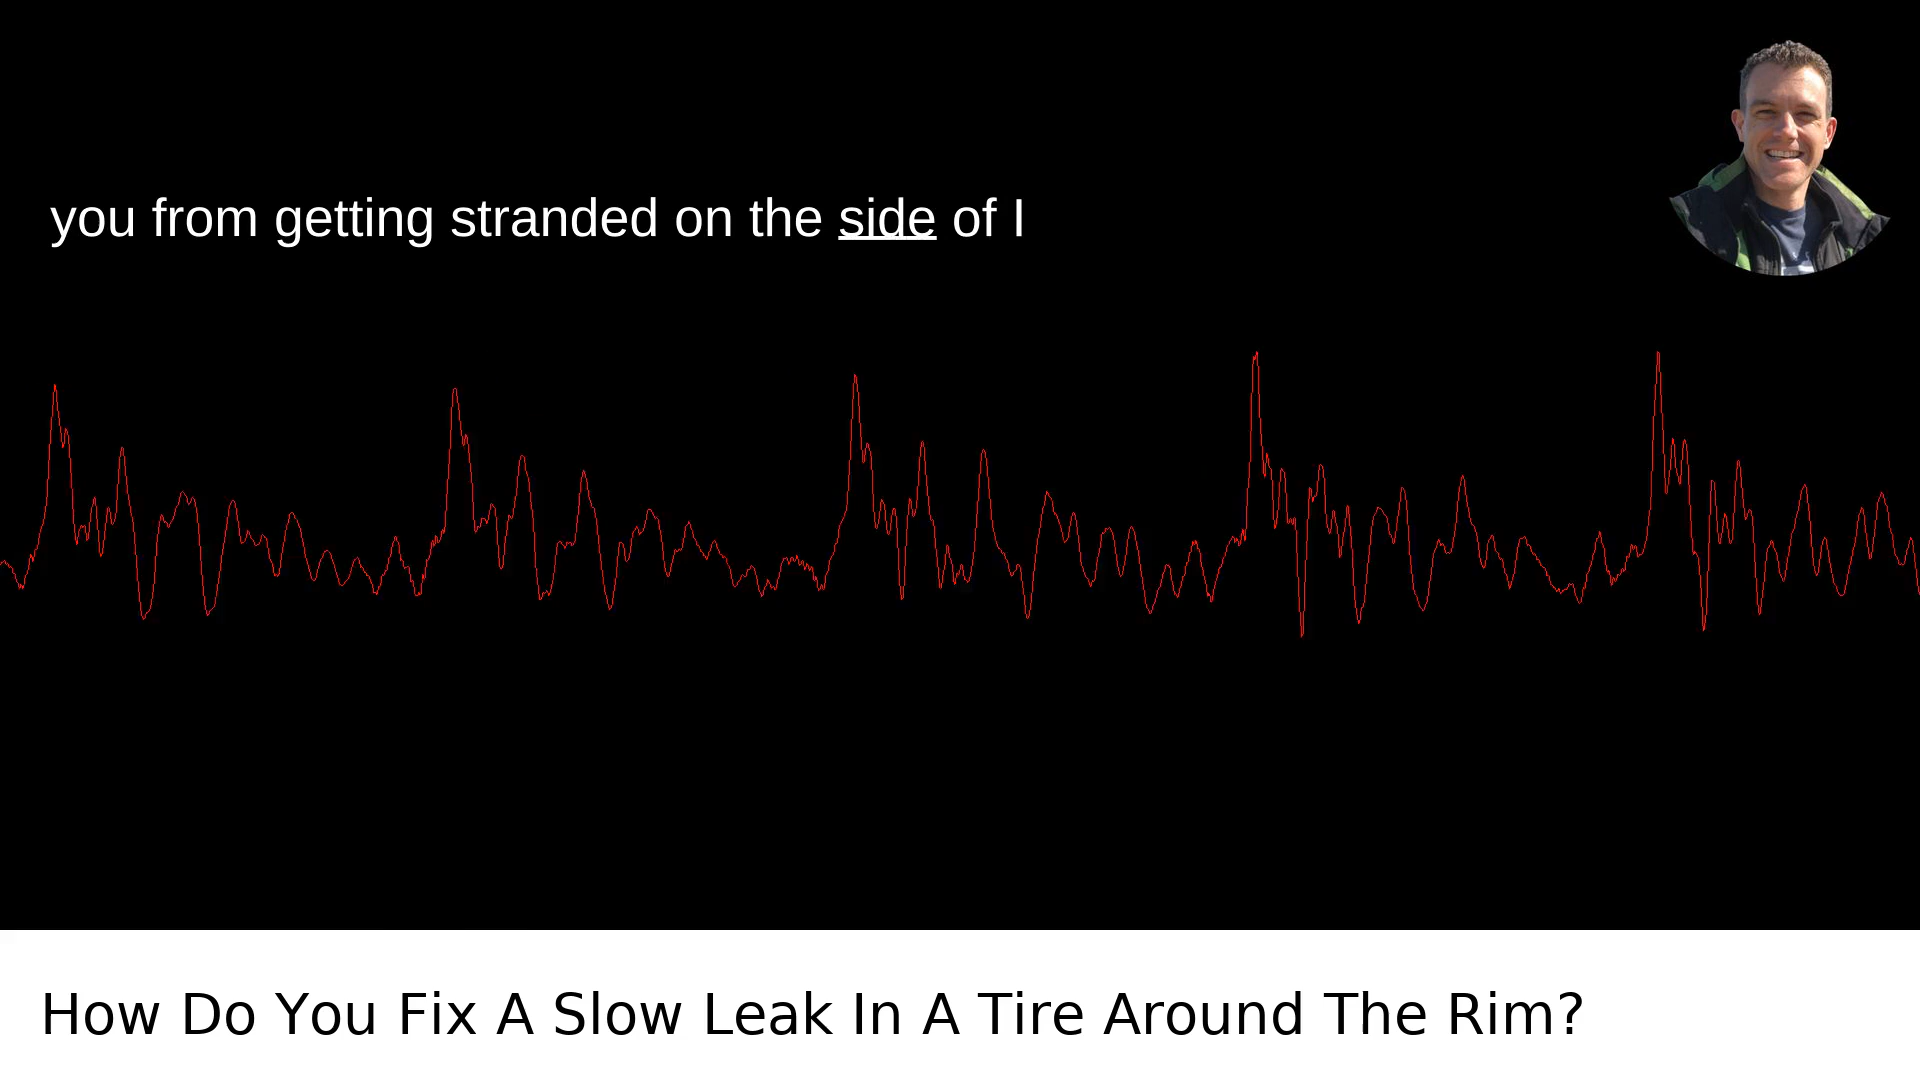 you from getting stranded on the side of I
How Do You Fix A Slow Leak In A Tire Around The Rim?